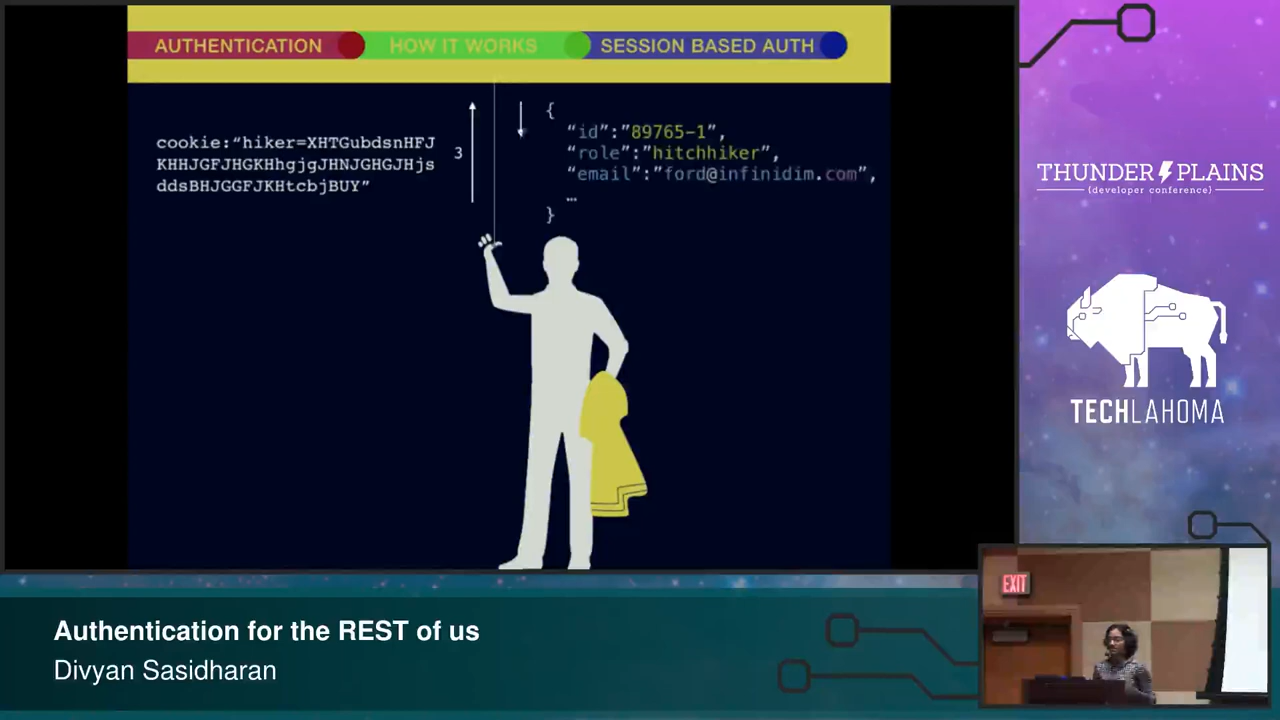 AUTHENTICATION HOW IT WORKS SESSION BASED AUTH
cookie:“hiker=XHTGubdsnHFJ
KHHJGFJHGKHhgjgJHNJGHGJHjs
ddsBHJGGFJKHtcbjBUY”
3
{
“id”:”89765-1”,
“role”:”hitchhiker”,
“email”:”ford@infinidim.com”,
…
}
THUNDER PLAINS
{developer conference}
TECHLAHOMA
EXIT
Authentication for the REST of us
Divyan Sasidharan